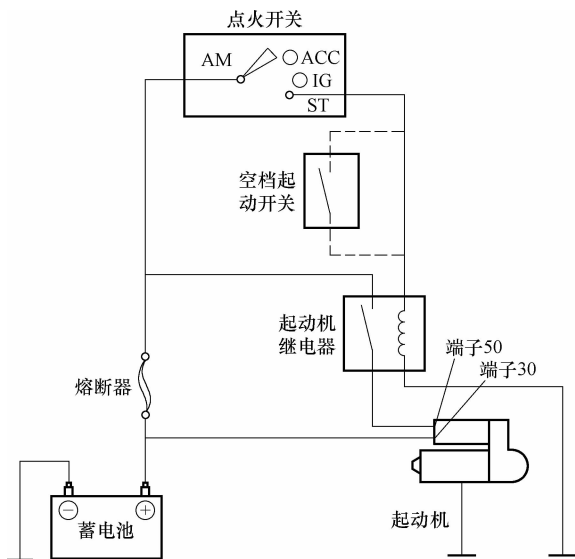 点火开关
AM
ACC
IG
ST
空档起
动开关
起动机
继电器
端子50
端子30
熔断器
蓄电池
起动机